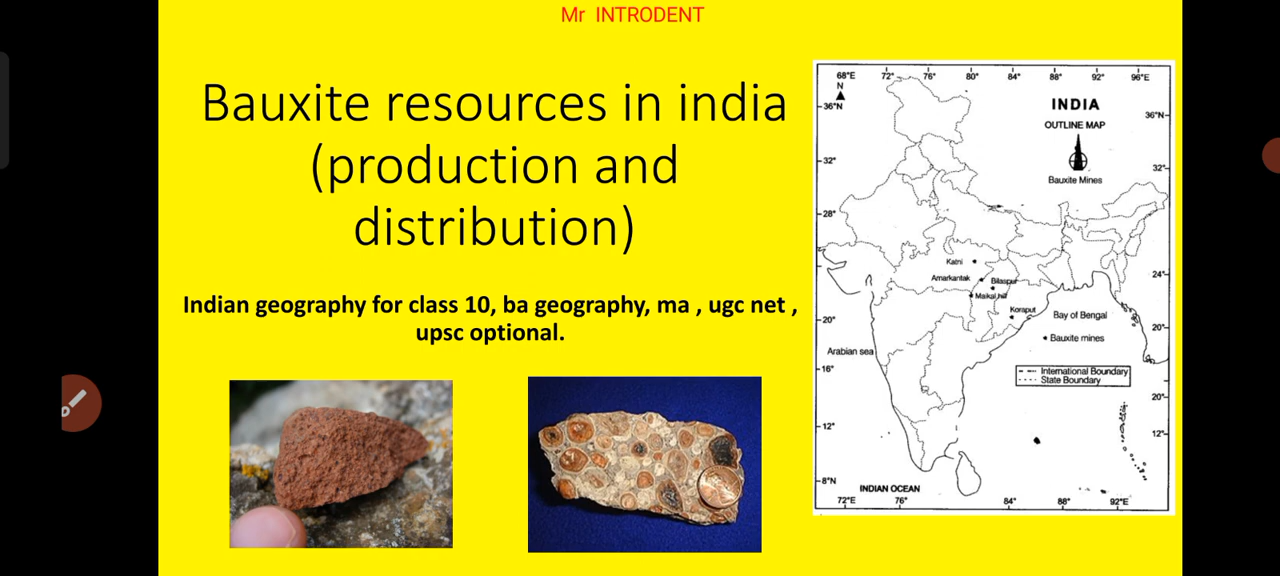 Mr INTRODENT
Bauxite resources in india
(production and
distribution)
Indian geography for class 10, ba geography, ma , ugc net ,
upsc optional.
68°E 72° 76° 80° 84° 88° 92° 96°E
N
36°N
INDIA
36°N
OUTLINE MAP
32°
32°
Bauxite Mines
28°
Katni
24°
Amarkantak
Bilaspur
Maikal hill
Koraput
Bay of Bengal
20°
20°
Bauxite mines
Arabian sea
16°
International Boundary
State Boundary
20°
12°
12°
8°N
INDIAN OCEAN
72°E 76° 84° 88° 92°E